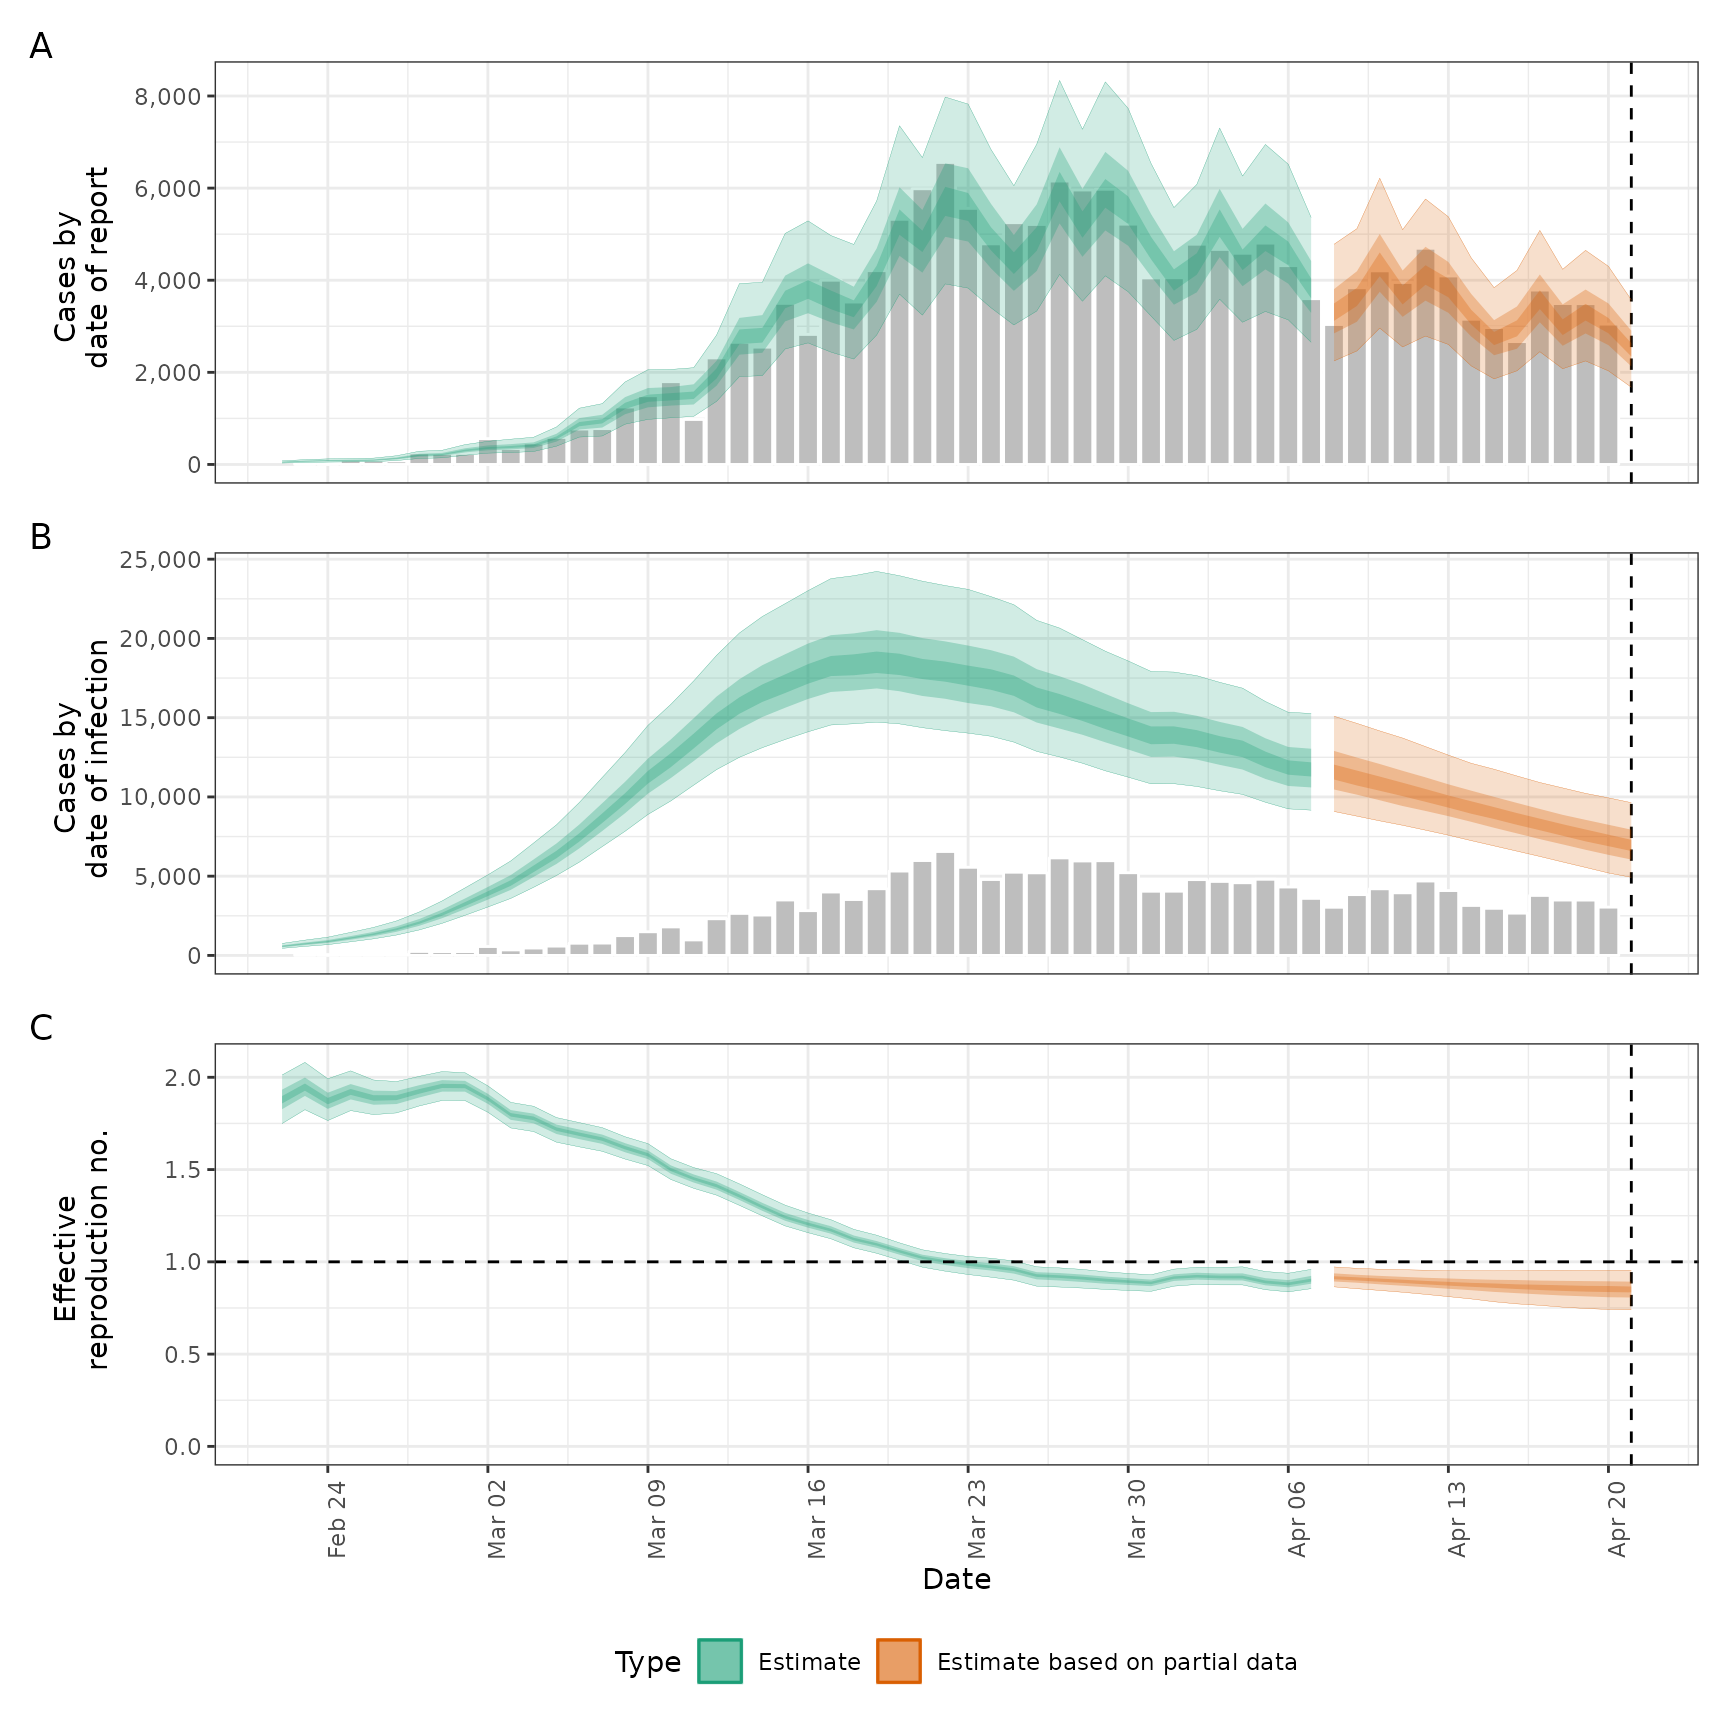 A
Cases by
date of report
8,000
6,000
4,000
2,000
0
B
Cases by
date of infection
25,000
20,000
15,000
10,000
5,000
0
C
Effective
reproduction no.
2.0
1.5
1.0
0.5
0.0
Feb 24
Mar 02
Mar 09
Mar 16
Mar 23
Mar 30
Apr 06
Apr 13
Apr 20
Date
Type
Estimate
Estimate based on partial data